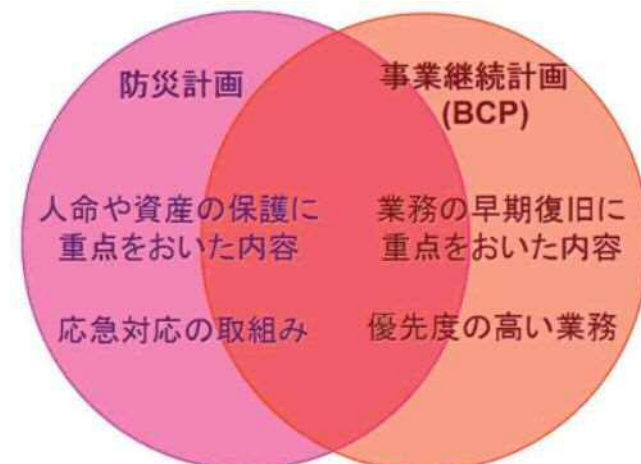 防災計画
人命や資産の保護に
重点をおいた内容
応急対応の取組み
事業継続計画
(BCP)
業務の早期復旧に
重点をおいた内容
優先度の高い業務